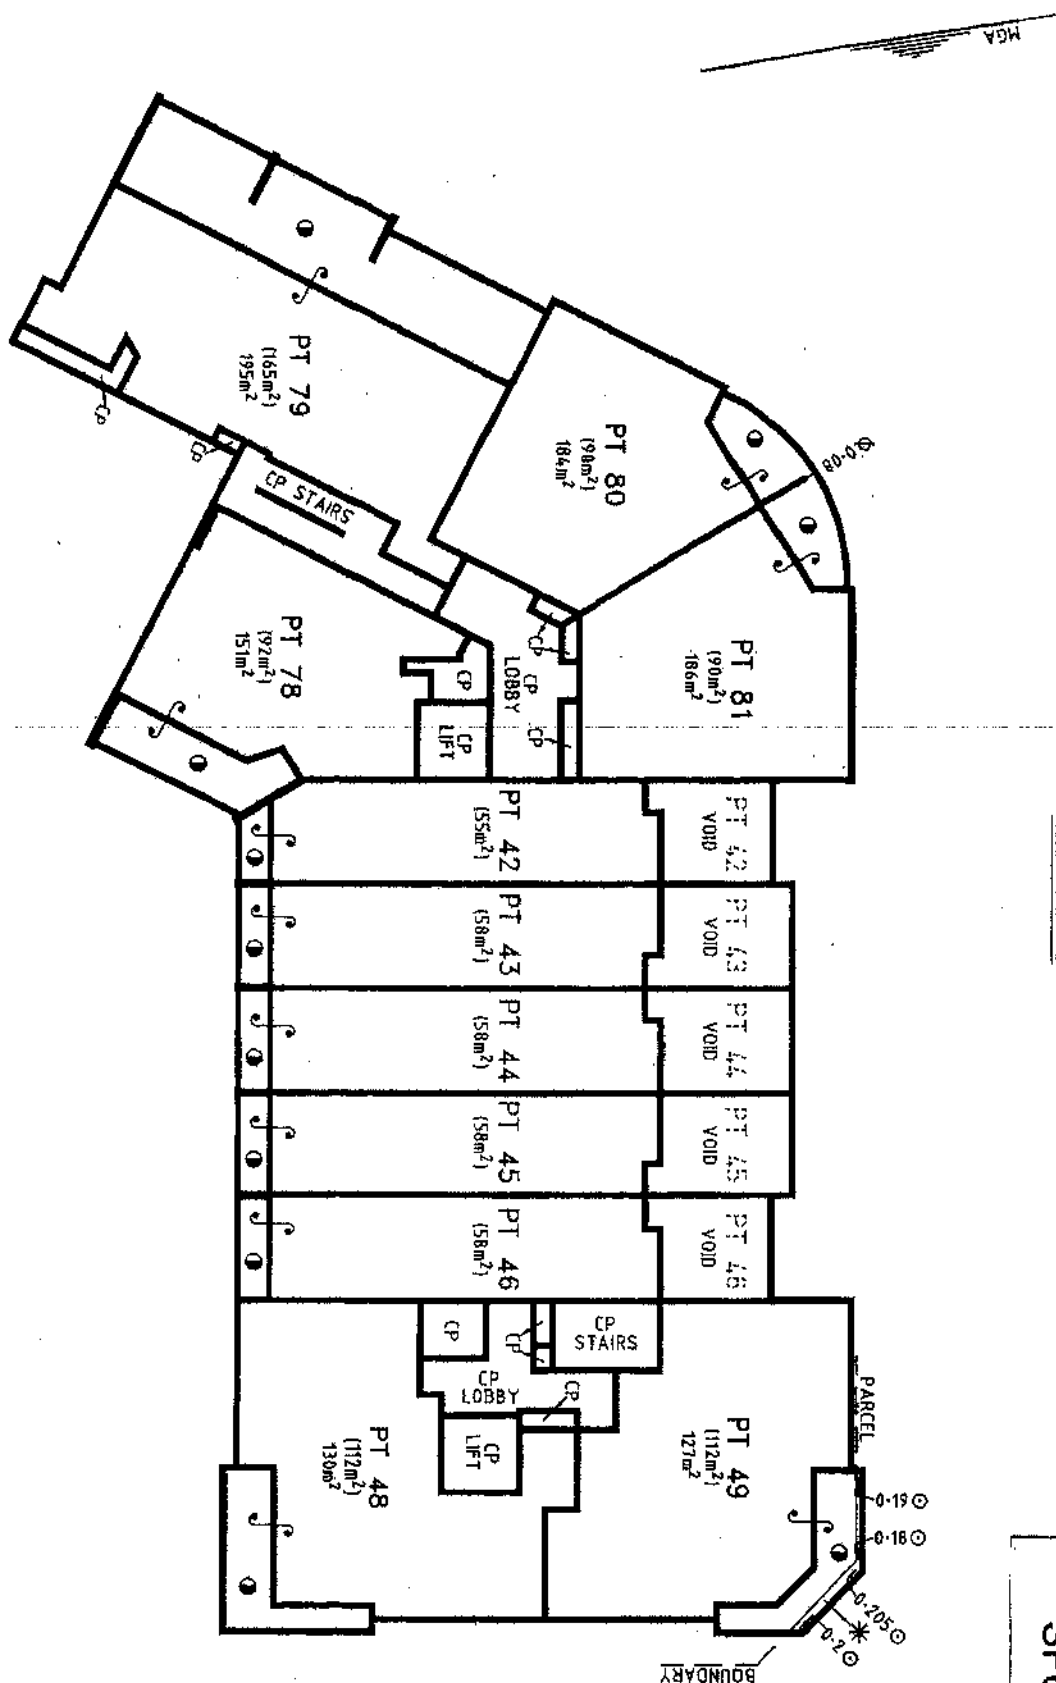 MGA
PT 79
(165m²)
195m²
CP
CP
CP STAIRS
PT 80
(98m²)
184m²
Ø0·08
PT 78
(92m²)
151m²
CP
CP
LIFT
CP
LOBBY
CP
CP
PT 81
(90m²)
186m²
PT 42
(55m²)
PT 42
VOID
PT 43
(58m²)
PT 43
VOID
PT 44
(58m²)
PT 44
VOID
PT 45
(58m²)
PT 45
VOID
PT 46
(58m²)
PT 46
VOID
CP
CP
CP
STAIRS
CP
LOBBY
CP
CP
LIFT
PT 48
(112m²)
130m²
PT 49
(112m²)
127m²
PARCEL
0·19
0·18
0·205
0·2
BOUNDARY